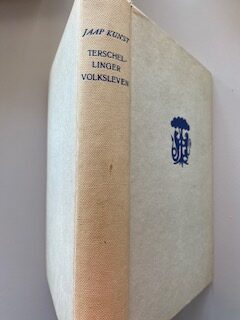 JAAP KUNST
TERSCHEL-
LINGER
VOLKSLEVEN